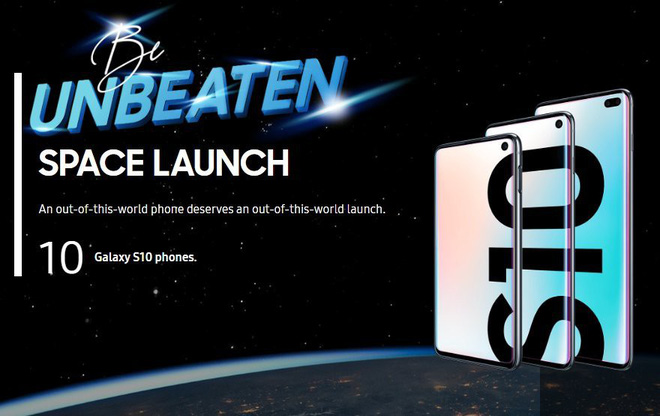 Be
UNBEATEN
SPACE LAUNCH
An out-of-this-world phone deserves an out-of-this-world launch.
10 Galaxy S10 phones.
S10